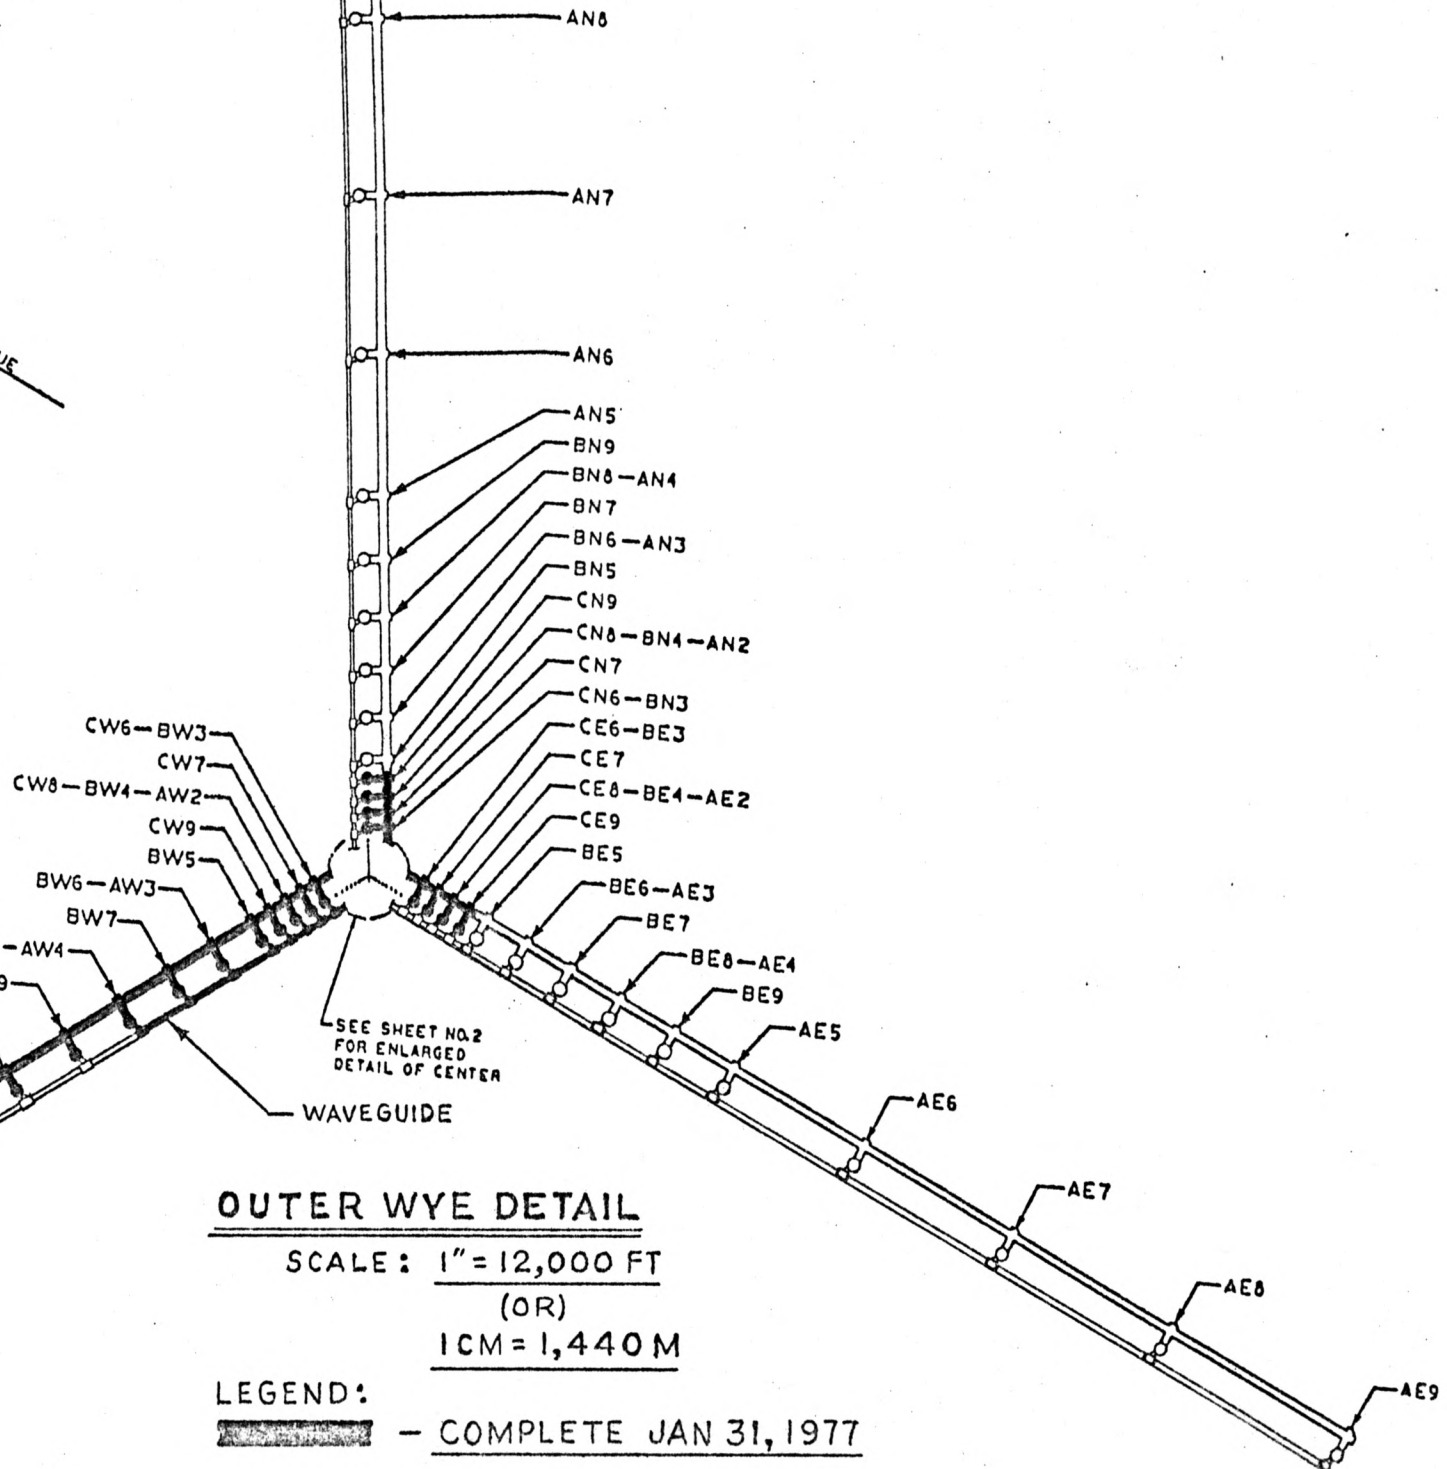 AN8
AN7
AN6
AN5
BN9
BN8-AN4
BN7
BN6-AN3
BN5
CN9
CN8-BN4-AN2
CN7
CN6-BN3
CE6-BE3
CE7
CE8-BE4-AE2
CE9
BE5
BE6-AE3
BE7
BE8-AE4
BE9
AE5
AE6
AE7
AE8
AE9
CW6-BW3
CW7
CW8-BW4-AW2
CW9
BW5
BW6-AW3
BW7
-AW4
9
SEE SHEET NO.2
FOR ENLARGED
DETAIL OF CENTER
WAVEGUIDE
OUTER WYE DETAIL
SCALE: 1"=12,000 FT
(OR)
1CM=1,440M
LEGEND:
- COMPLETE JAN 31, 1977